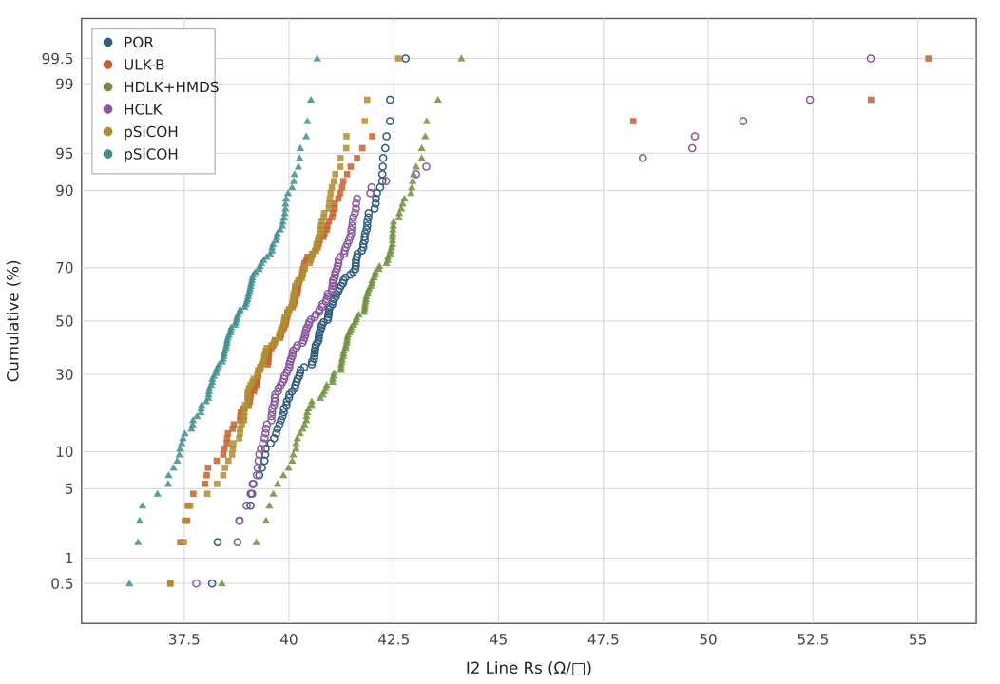 POR
ULK-B
HDLK+HMDS
HCLK
pSiCOH
pSiCOH
99.5
99
95
90
70
50
30
10
5
1
0.5
Cumulative (%)
37.5 40 42.5 45 47.5 50 52.5 55
I2 Line Rs (Ω/□)